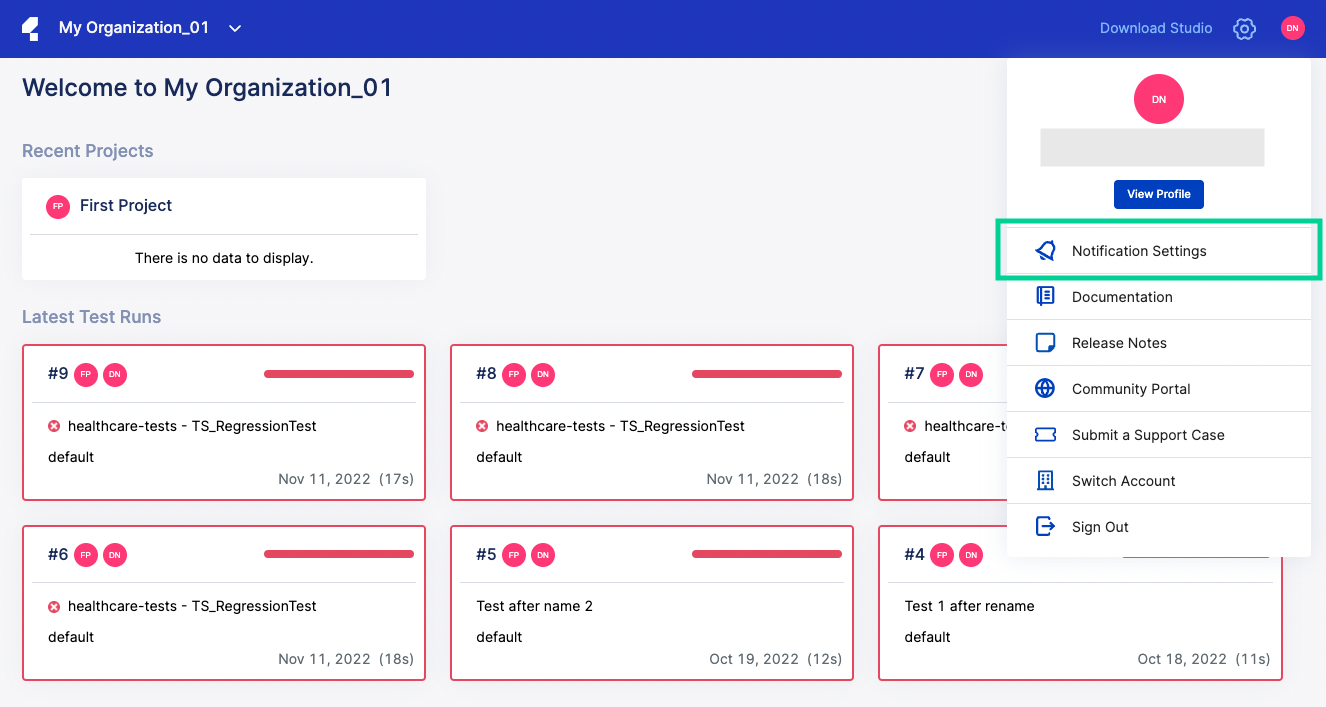 My Organization_01
Download Studio
DN
Welcome to My Organization_01
DN
View Profile
Notification Settings
Documentation
Release Notes
Community Portal
Submit a Support Case
Switch Account
Sign Out
Recent Projects
FP First Project
There is no data to display.
Latest Test Runs
#9 FP DN
healthcare-tests - TS_RegressionTest
default
Nov 11, 2022 (17s)
#8 FP DN
healthcare-tests - TS_RegressionTest
default
Nov 11, 2022 (18s)
#7 FP DN
healthcare-t
default
#6 FP DN
healthcare-tests - TS_RegressionTest
default
Nov 11, 2022 (18s)
#5 FP DN
Test after name 2
default
Oct 19, 2022 (12s)
#4 FP DN
Test 1 after rename
default
Oct 18, 2022 (11s)